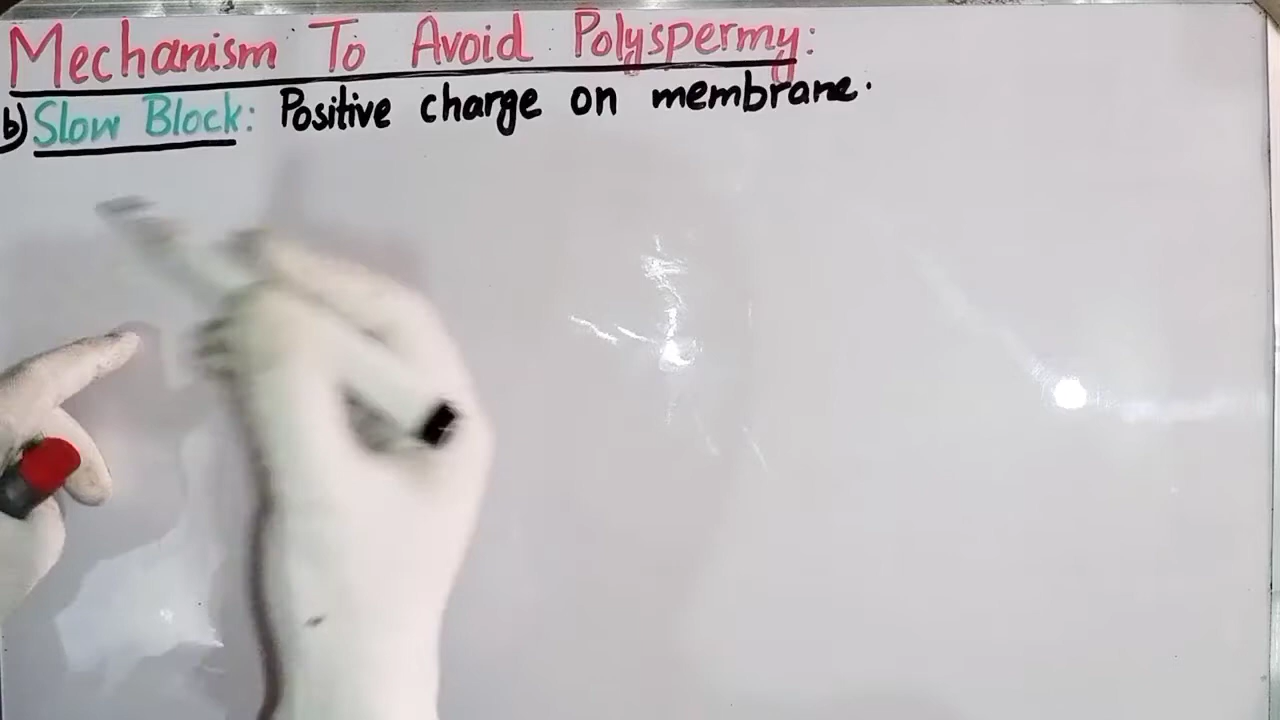 Mechanism To Avoid Polyspermy:
b) Slow Block: Positive charge on membrane.